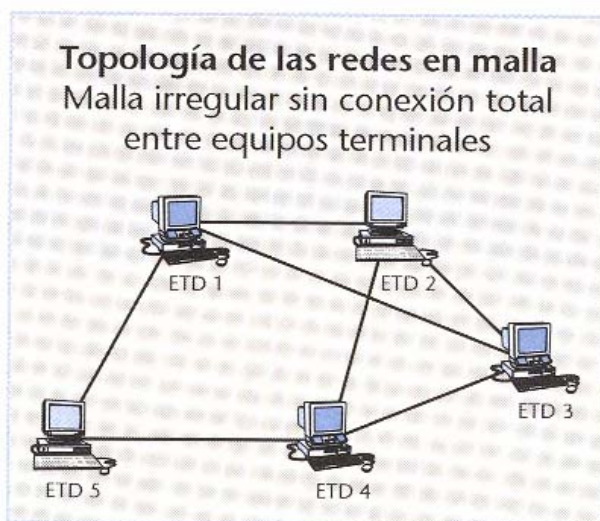 Topología de las redes en malla
Malla irregular sin conexión total
entre equipos terminales
ETD 1
ETD 2
ETD 3
ETD 5
ETD 4